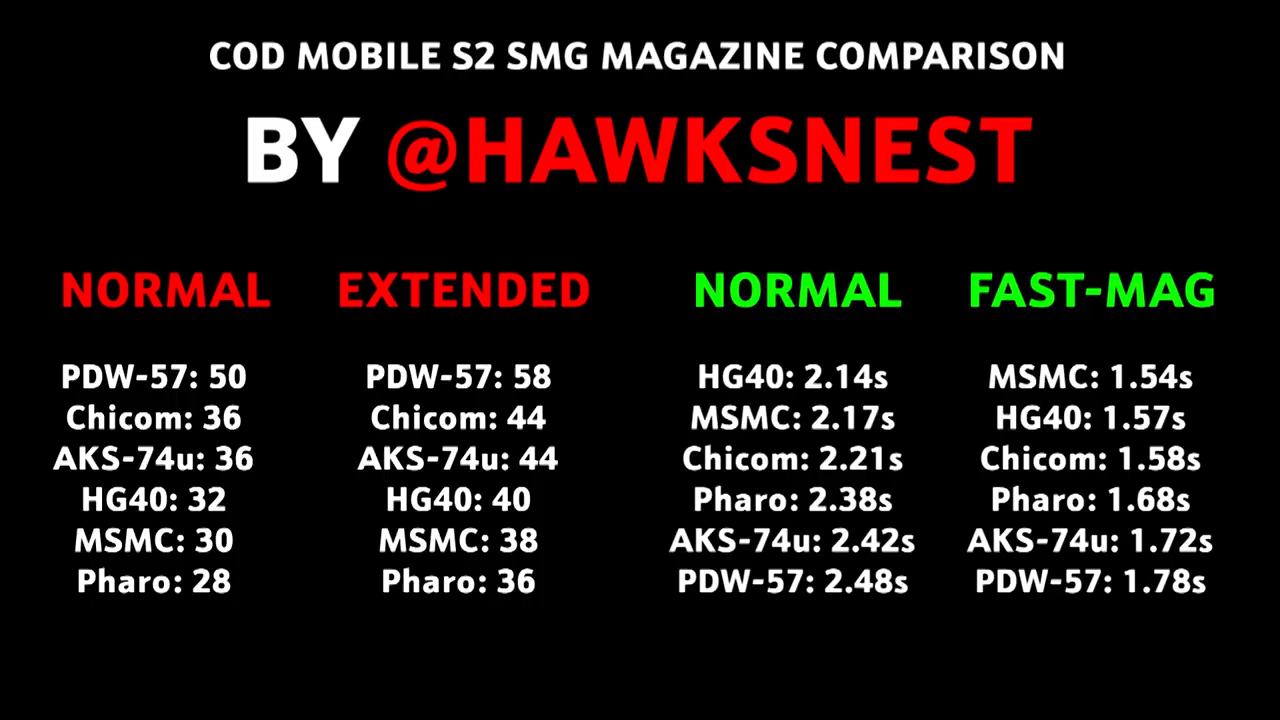 COD MOBILE S2 SMG MAGAZINE COMPARISON
BY @HAWKSNEST
NORMAL
PDW-57: 50
Chicom: 36
AKS-74u: 36
HG40: 32
MSMC: 30
Pharo: 28
EXTENDED
PDW-57: 58
Chicom: 44
AKS-74u: 44
HG40: 40
MSMC: 38
Pharo: 36
NORMAL
HG40: 2.14s
MSMC: 2.17s
Chicom: 2.21s
Pharo: 2.38s
AKS-74u: 2.42s
PDW-57: 2.48s
FAST-MAG
MSMC: 1.54s
HG40: 1.57s
Chicom: 1.58s
Pharo: 1.68s
AKS-74u: 1.72s
PDW-57: 1.78s